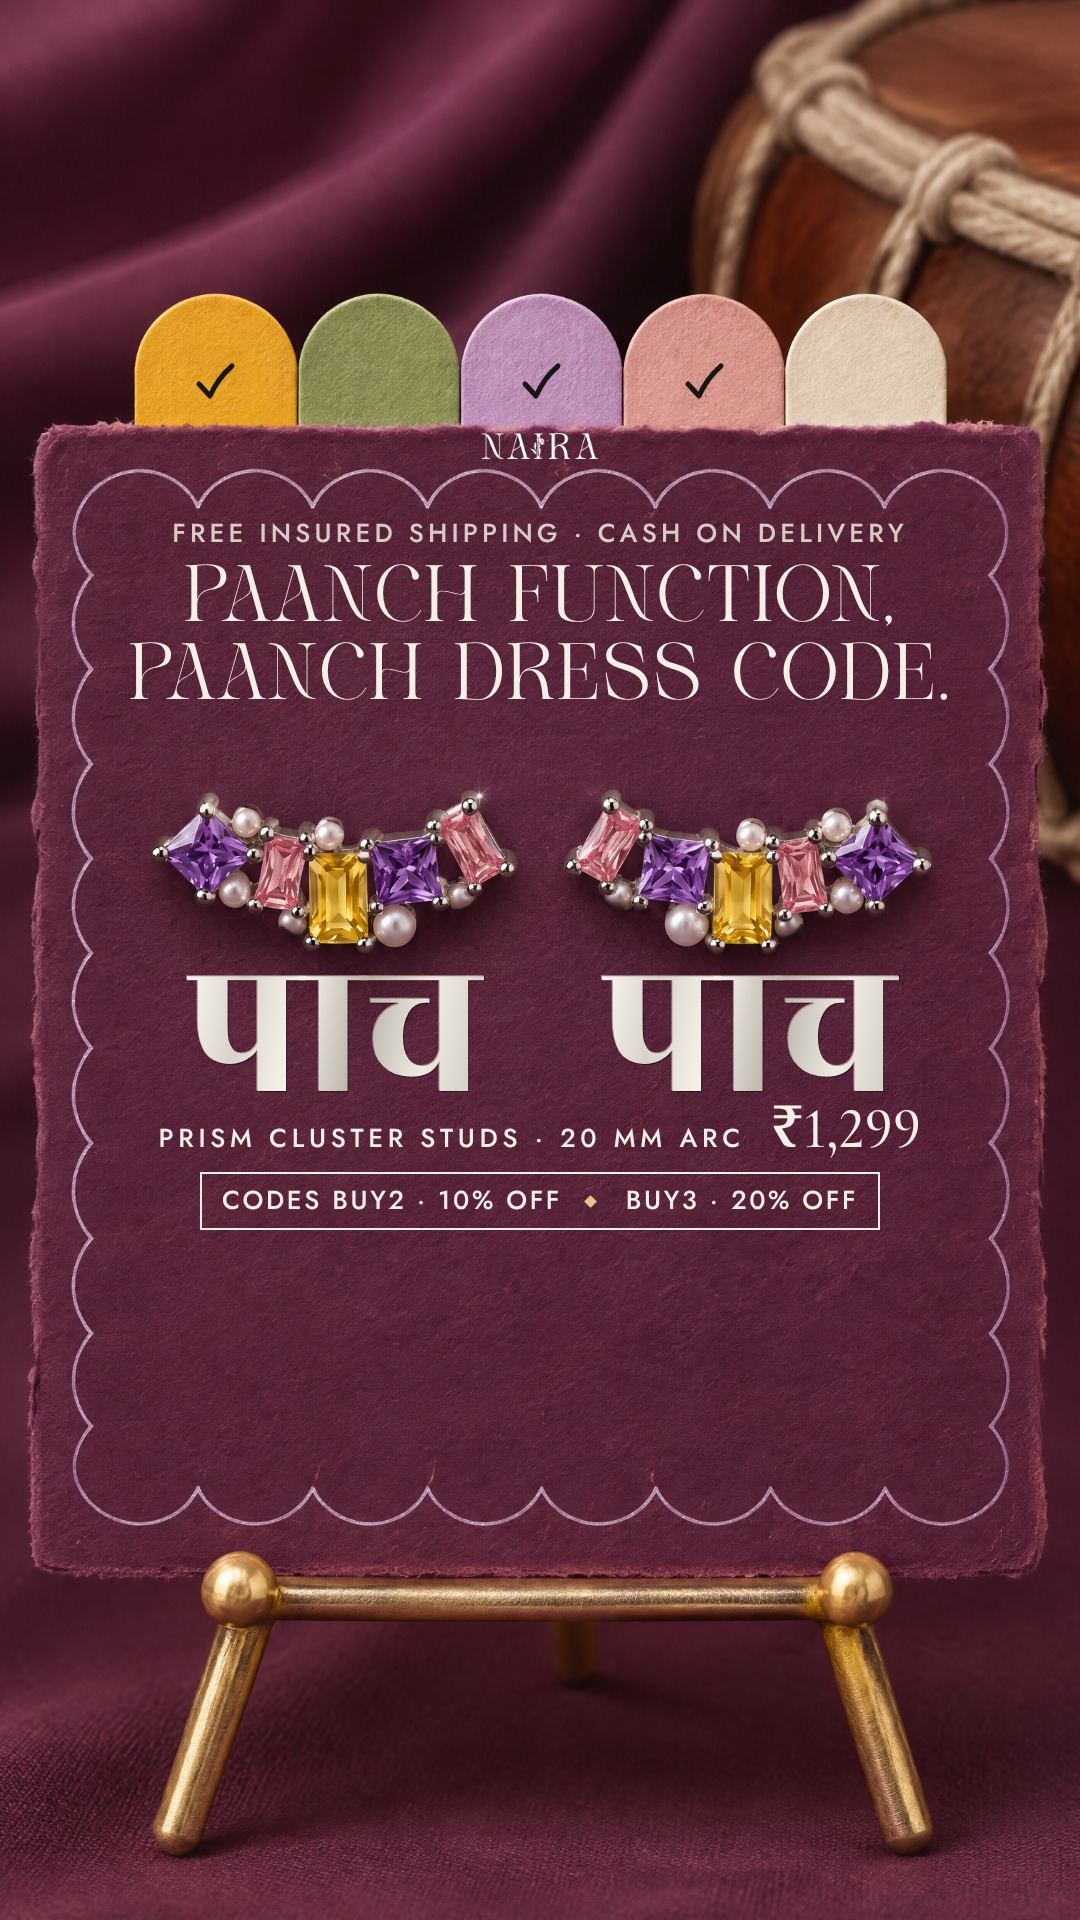 NAIRA
FREE INSURED SHIPPING · CASH ON DELIVERY
PAANCH FUNCTION,
PAANCH DRESS CODE.
पाच पाच
PRISM CLUSTER STUDS · 20 MM ARC ₹1,299
CODES BUY2 · 10% OFF ◆ BUY3 · 20% OFF